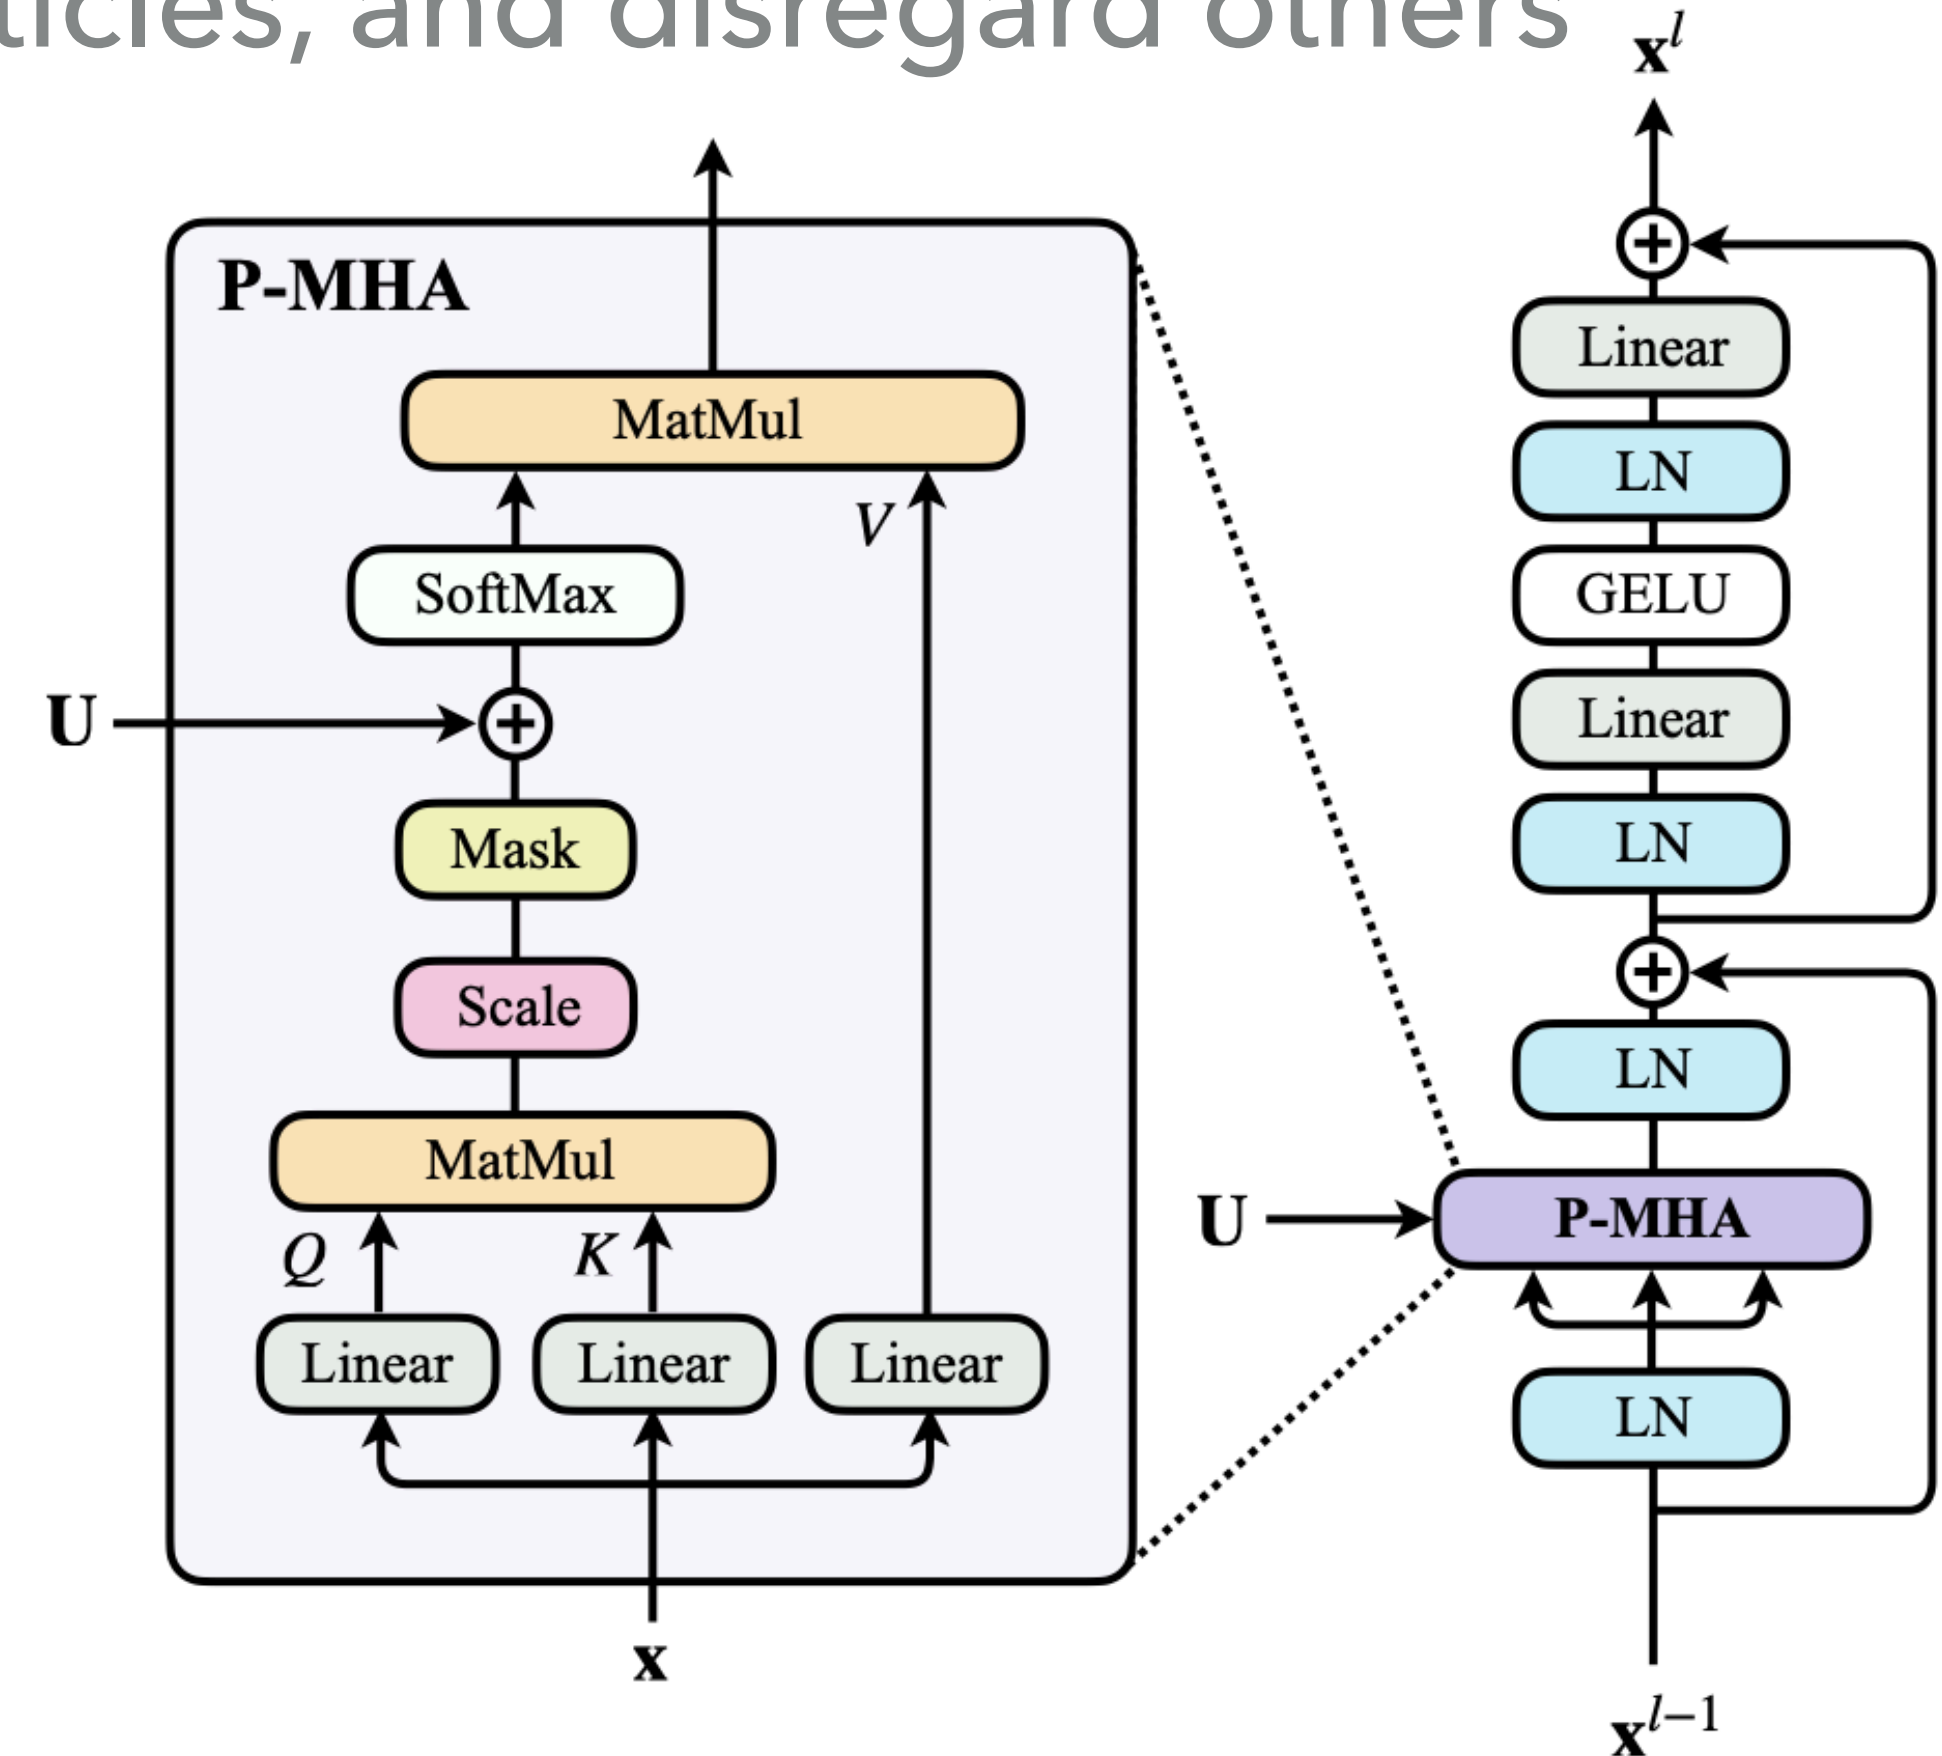 and disregard others
P-MHA
MatMul
V
SoftMax
U
Mask
Scale
MatMul
Q
K
Linear
Linear
Linear
x
x^l
Linear
LN
GELU
Linear
LN
LN
U
P-MHA
LN
x^{l-1}